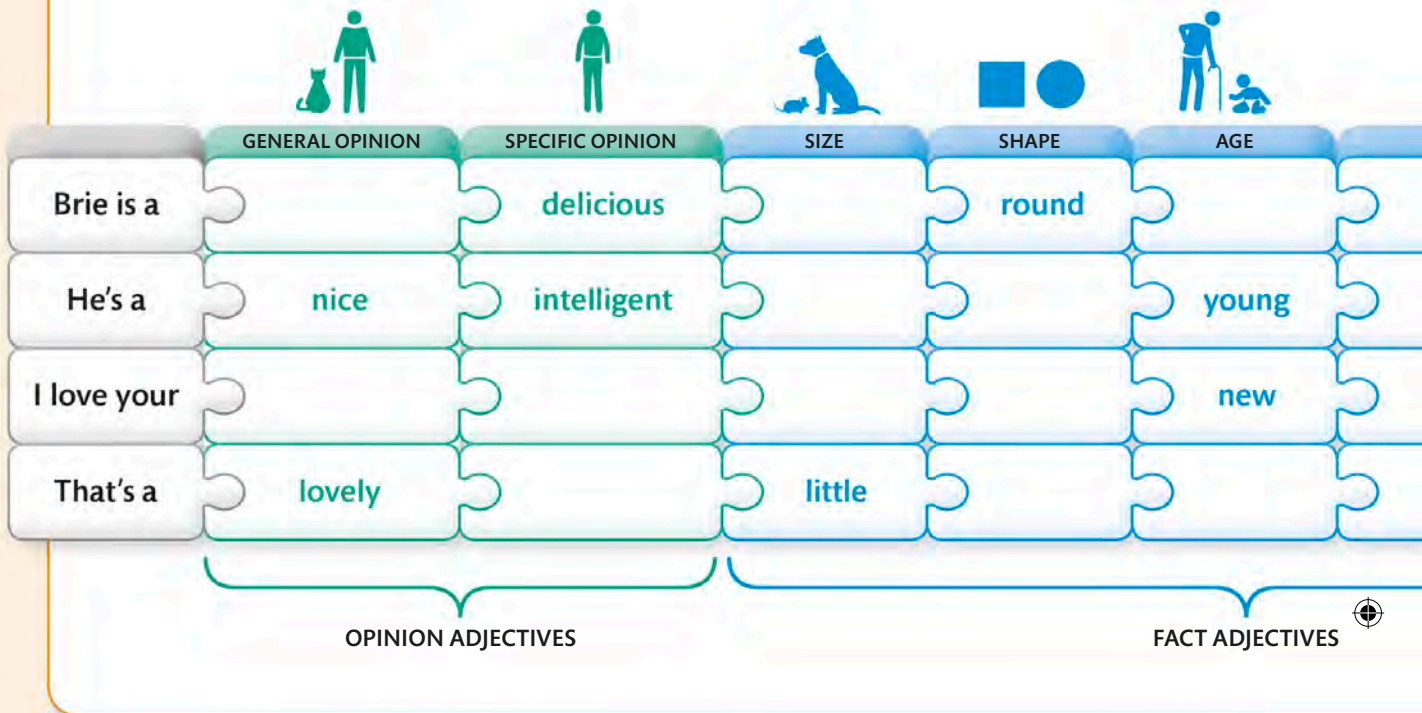 GENERAL OPINION SPECIFIC OPINION SIZE SHAPE AGE
Brie is a delicious round
He's a nice intelligent young
I love your new
That's a lovely little
OPINION ADJECTIVES FACT ADJECTIVES